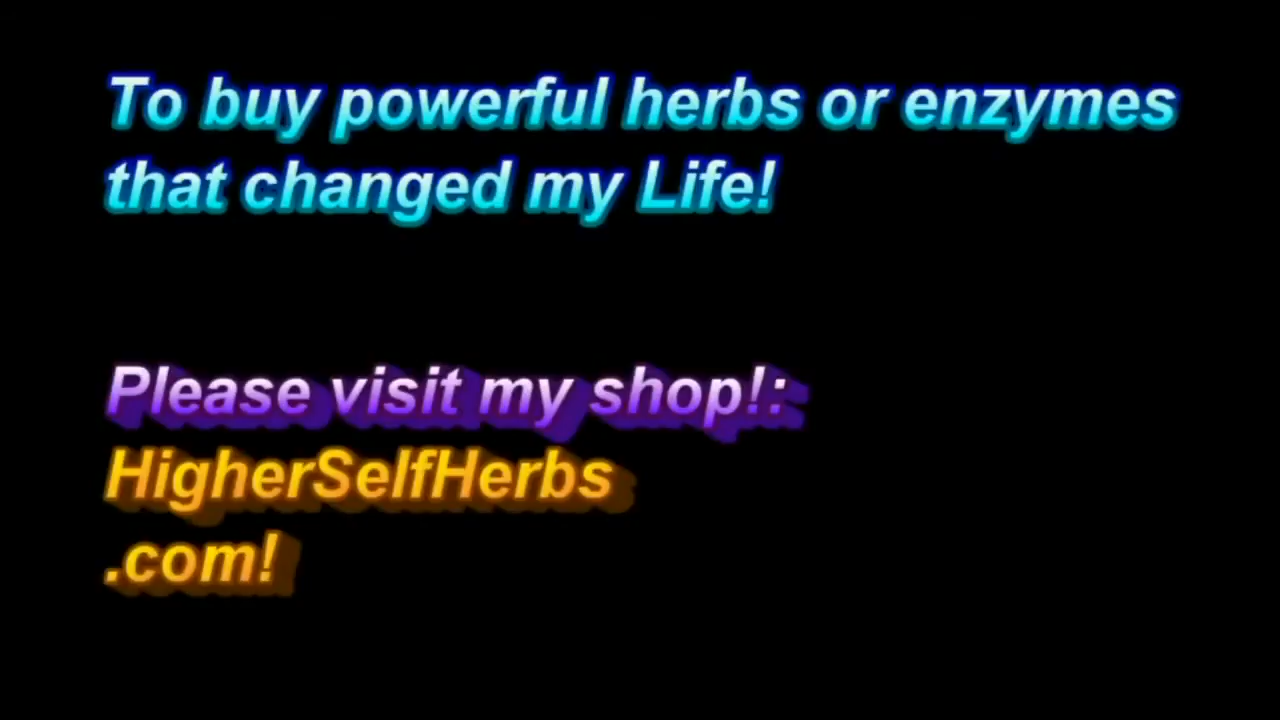 To buy powerful herbs or enzymes
that changed my Life!
Please visit my shop!:
HigherSelfHerbs
.com!